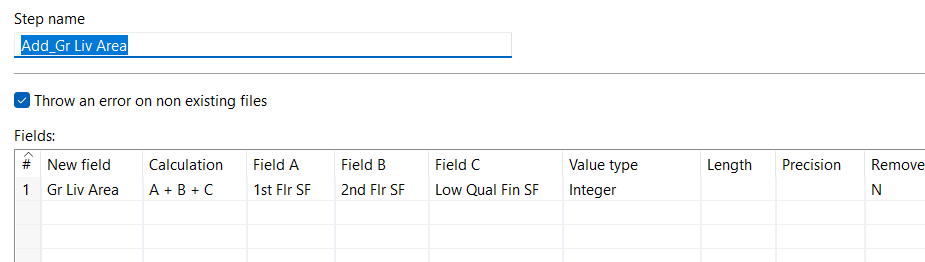 Step name
Add_Gr Liv Area
Throw an error on non existing files
Fields:
# New field Calculation Field A Field B Field C Value type Length Precision Remove
1 Gr Liv Area A + B + C 1st Flr SF 2nd Flr SF Low Qual Fin SF Integer N